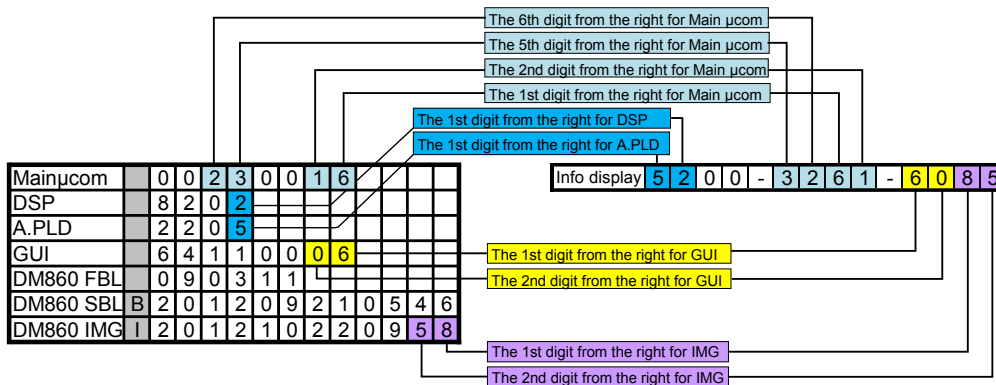 The 6th digit from the right for Main µcom
The 5th digit from the right for Main µcom
The 2nd digit from the right for Main µcom
The 1st digit from the right for Main µcom
The 1st digit from the right for DSP
The 1st digit from the right for A.PLD
Mainµcom 0 0 2 3 0 0 1 6
Info display 5 2 0 0 - 3 2 6 1 - 6 0 8 5
DSP 8 2 0 2
A.PLD 2 2 0 5
GUI 6 4 1 1 0 0 0 6
The 1st digit from the right for GUI
DM860 FBL 0 9 0 3 1 1
The 2nd digit from the right for GUI
DM860 SBL B 2 0 1 2 0 9 2 1 0 5 4 6
DM860 IMG I 2 0 1 2 1 0 2 2 0 9 5 8
The 1st digit from the right for IMG
The 2nd digit from the right for IMG